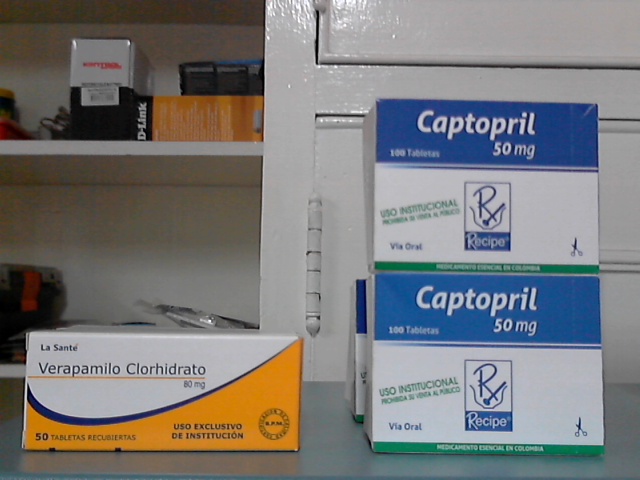 D-Link
Captopril
50 mg
100 Tabletas
USO INSTITUCIONAL
PROHIBIDA SU VENTA AL PÚBLICO
Recipe®
Vía Oral
MEDICAMENTO ESENCIAL EN COLOMBIA
Captopril
50 mg
100 Tabletas
USO INSTITUCIONAL
PROHIBIDA SU VENTA AL PÚBLICO
Recipe®
Vía Oral
MEDICAMENTO ESENCIAL EN COLOMBIA
La Santé
Verapamilo Clorhidrato
80 mg
50 TABLETAS RECUBIERTAS
USO EXCLUSIVO
DE INSTITUCIÓN